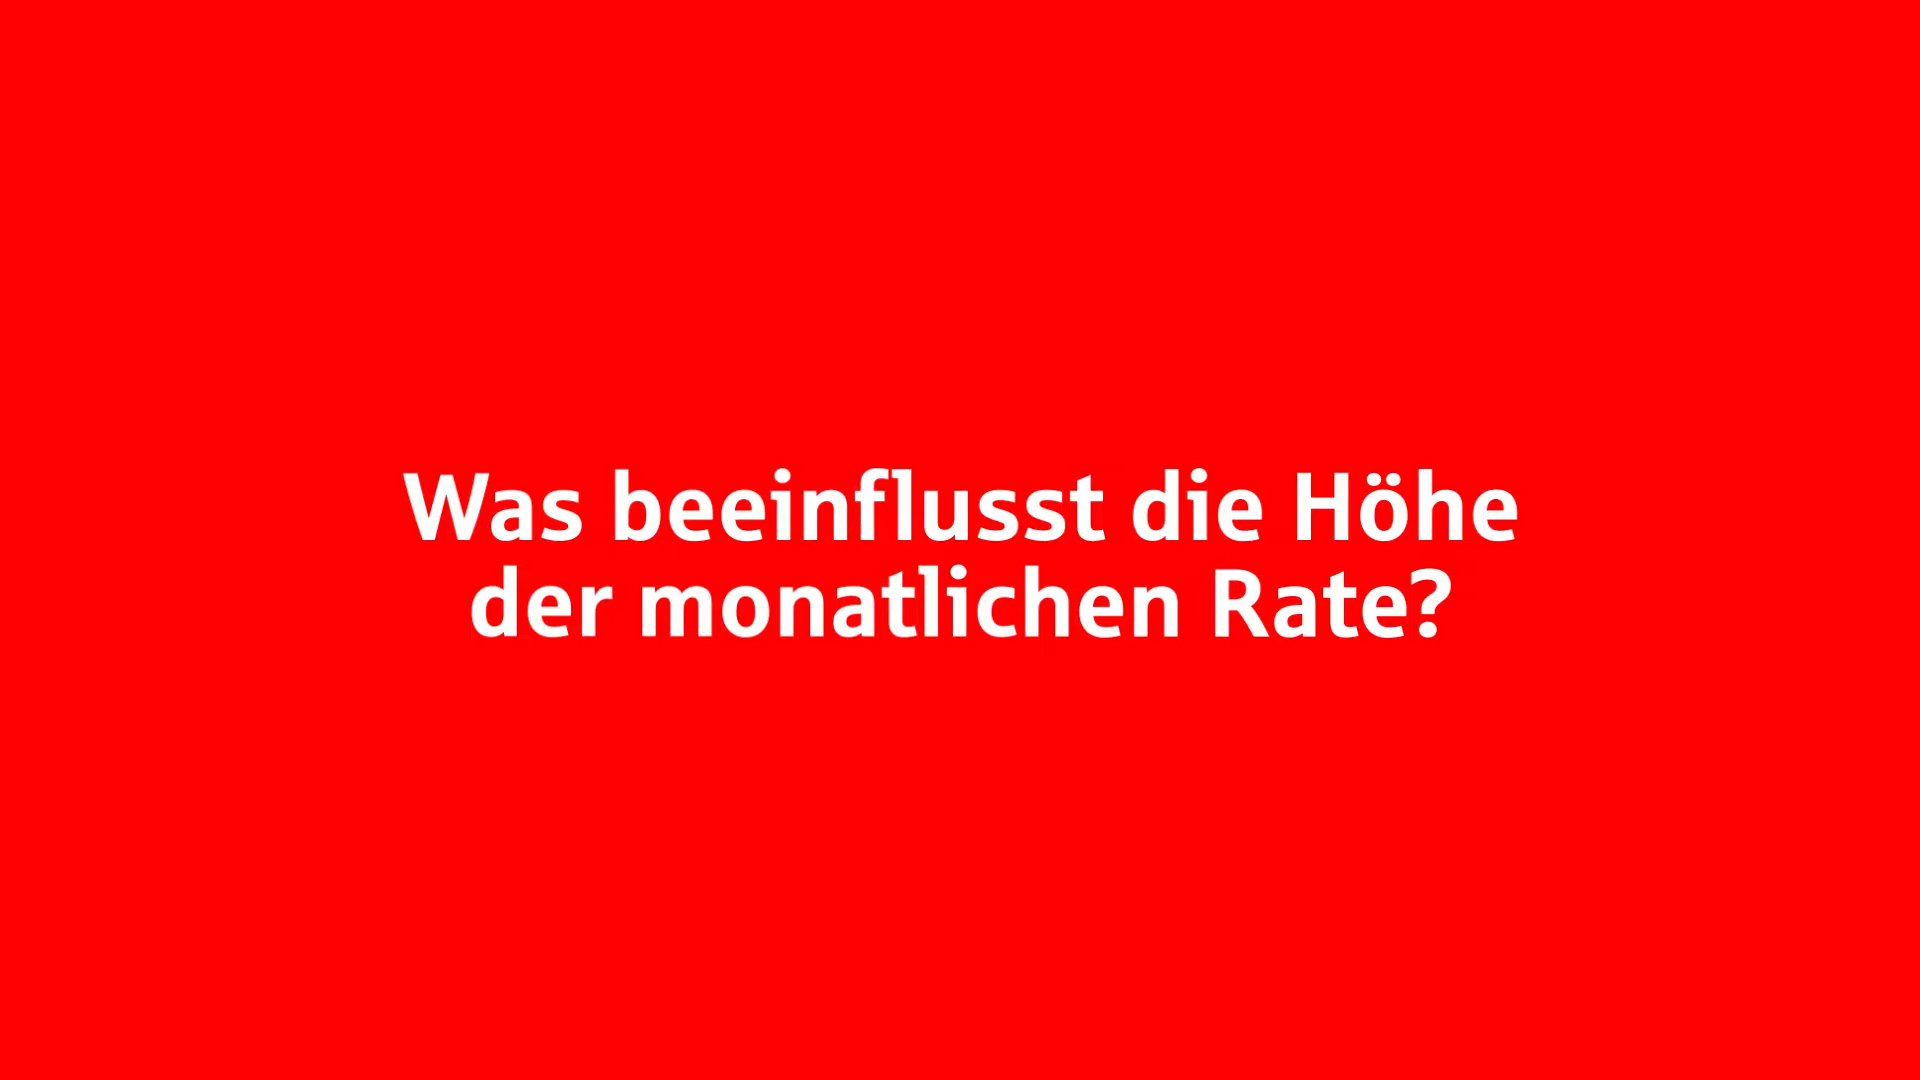 Was beeinflusst die Höhe
der monatlichen Rate?